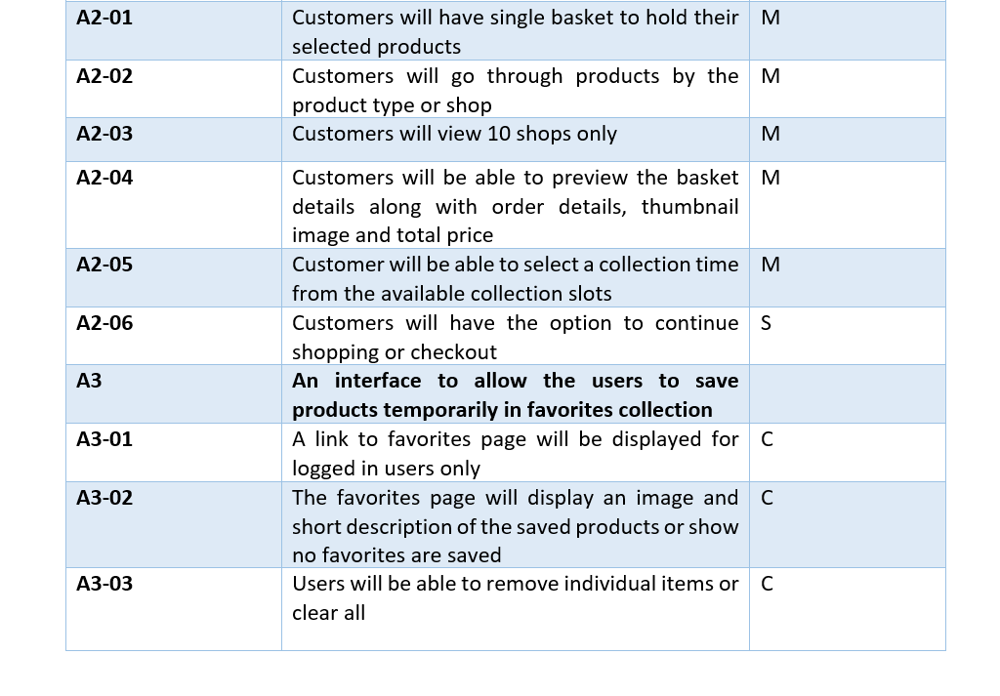 A2-01 Customers will have single basket to hold their M
selected products
A2-02 Customers will go through products by the M
product type or shop
A2-03 Customers will view 10 shops only M
A2-04 Customers will be able to preview the basket M
details along with order details, thumbnail
image and total price
A2-05 Customer will be able to select a collection time M
from the available collection slots
A2-06 Customers will have the option to continue S
shopping or checkout
A3 An interface to allow the users to save
products temporarily in favorites collection
A3-01 A link to favorites page will be displayed for C
logged in users only
A3-02 The favorites page will display an image and C
short description of the saved products or show
no favorites are saved
A3-03 Users will be able to remove individual items or C
clear all